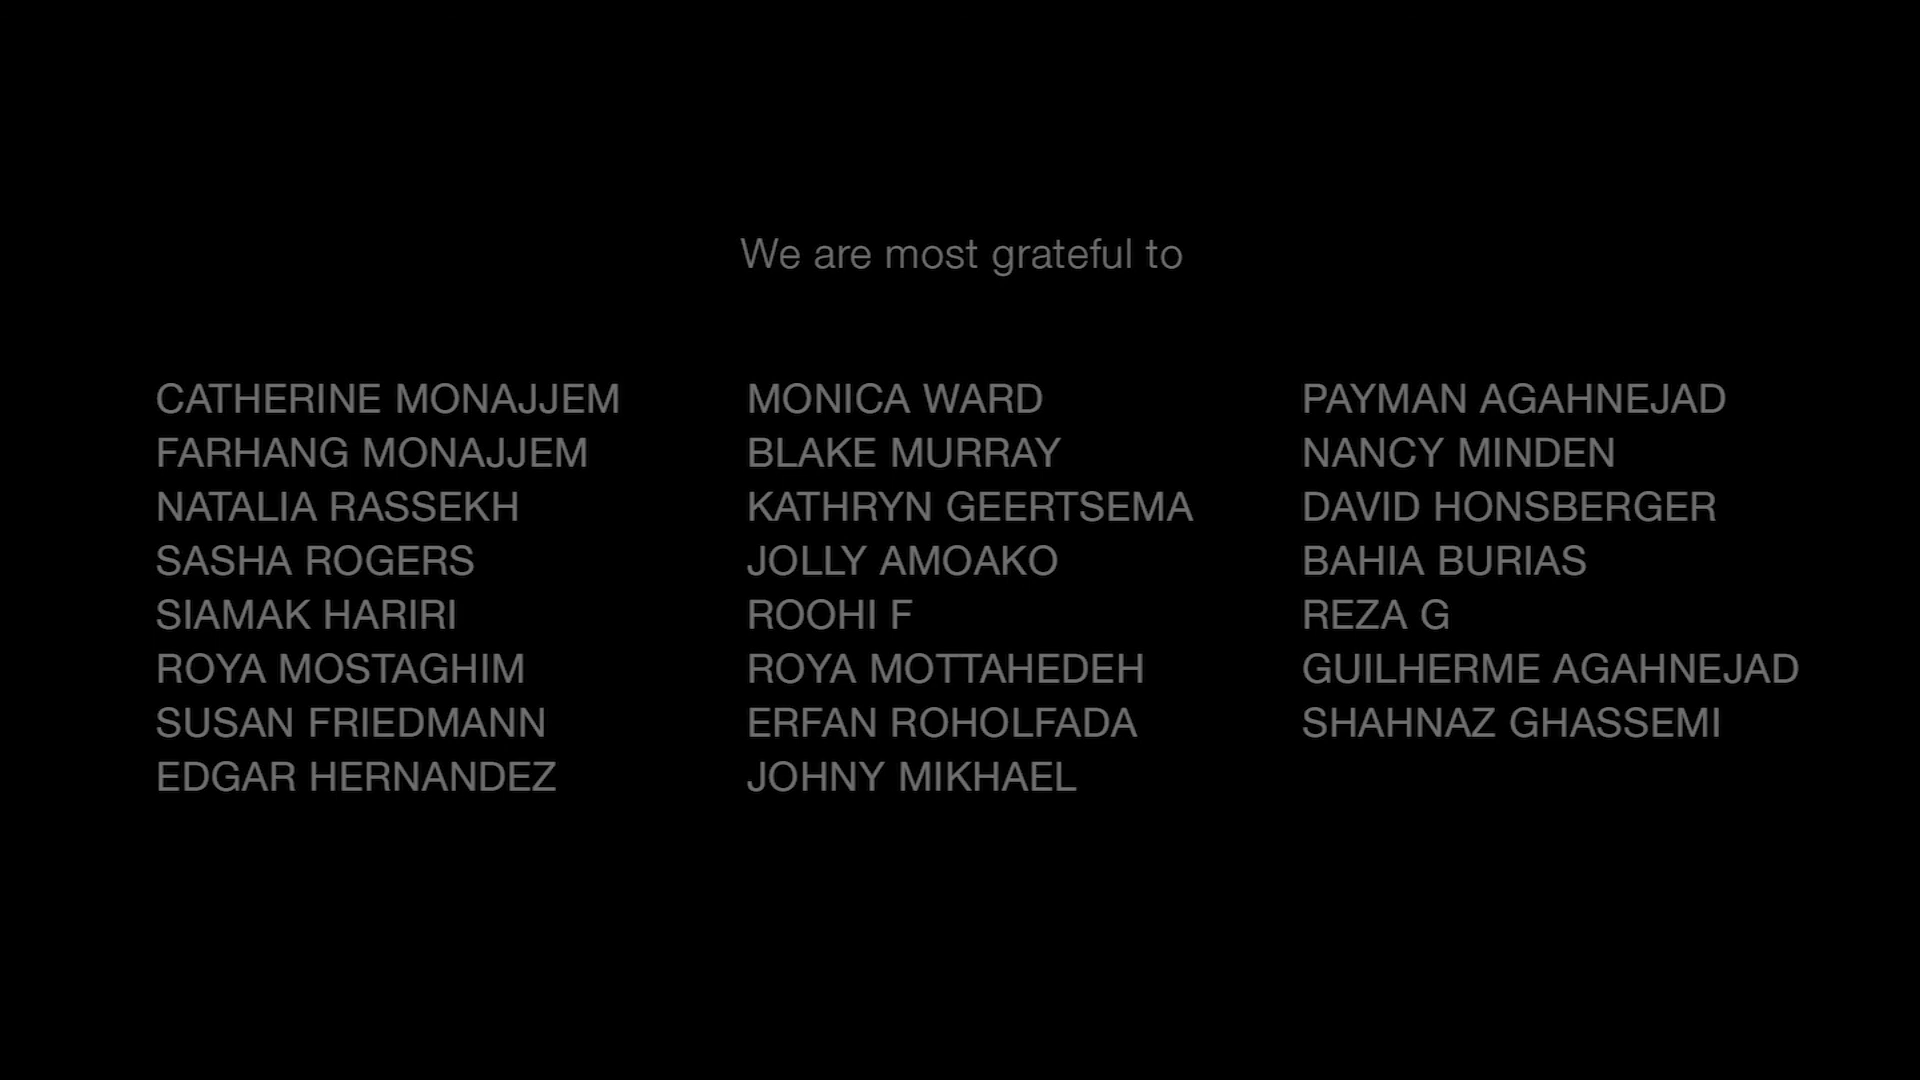 We are most grateful to
CATHERINE MONAJJEM
FARHANG MONAJJEM
NATALIA RASSEKH
SASHA ROGERS
SIAMAK HARIRI
ROYA MOSTAGHIM
SUSAN FRIEDMANN
EDGAR HERNANDEZ
MONICA WARD
BLAKE MURRAY
KATHRYN GEERTSEMA
JOLLY AMOAKO
ROOHI F
ROYA MOTTAHEDEH
ERFAN ROHOLFADA
JOHNY MIKHAEL
PAYMAN AGAHNEJAD
NANCY MINDEN
DAVID HONSBERGER
BAHIA BURIAS
REZA G
GUILHERME AGAHNEJAD
SHAHNAZ GHASSEMI